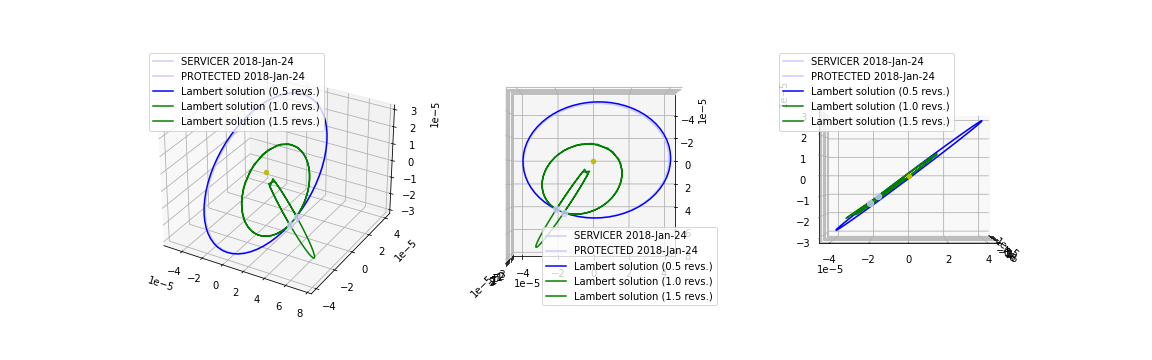 SERVICER 2018-Jan-24
PROTECTED 2018-Jan-24
Lambert solution (0.5 revs.)
Lambert solution (1.0 revs.)
Lambert solution (1.5 revs.)
1e−5
3
2
1
0
−1
−2
−3
4
2
0
−2
−4
1e−5
1e−5
−4
−2
0
2
4
6
8
1e−5
−4
−2
0
2
4
SERVICER 2018-Jan-24
PROTECTED 2018-Jan-24
Lambert solution (0.5 revs.)
Lambert solution (1.0 revs.)
Lambert solution (1.5 revs.)
1e−5
1e−5
−4
−2
SERVICER 2018-Jan-24
PROTECTED 2018-Jan-24
Lambert solution (0.5 revs.)
Lambert solution (1.0 revs.)
Lambert solution (1.5 revs.)
2
1
0
−1
−2
−3
−4
−2
0
2
4
1e−5